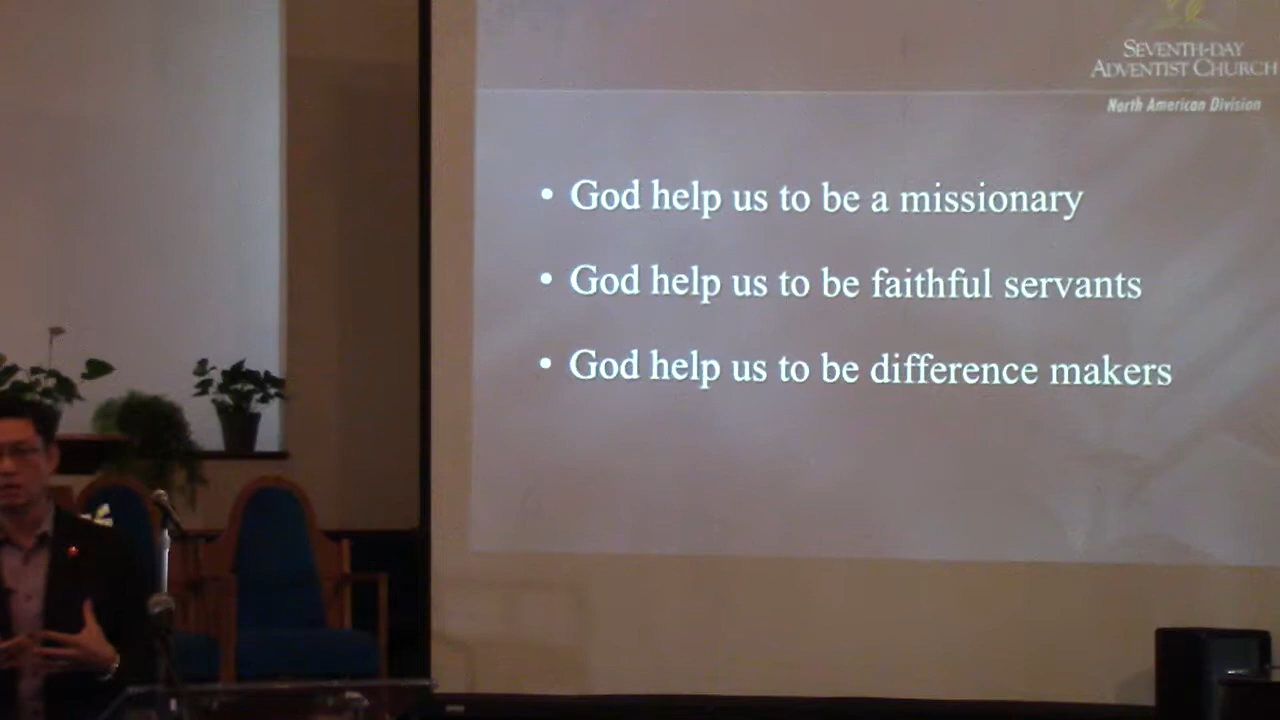 SEVENTH-DAY
ADVENTIST CHURCH
North American Division
• God help us to be a missionary
• God help us to be faithful servants
• God help us to be difference makers